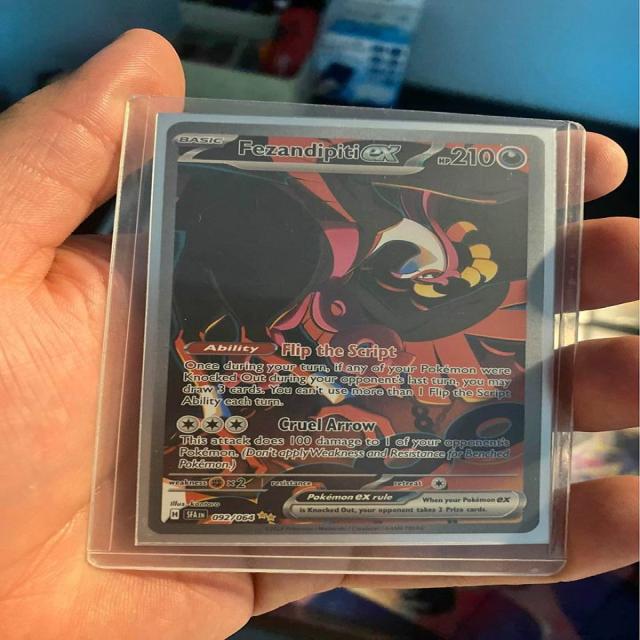 BASIC Fezandipiti ex HP 210
Ability Flip the Script
Once during your turn, if any of your Pokémon were
Knocked Out during your opponent's last turn, you may
draw 3 cards. You can't use more than 1 Flip the Script
Ability each turn.
Cruel Arrow
This attack does 100 damage to 1 of your opponent's
Pokémon. (Don't apply Weakness and Resistance for Benched
Pokémon.)
weakness x2 resistance retreat
Pokémon ex rule When your Pokémon ex
is Knocked Out, your opponent takes 2 Prize cards.
Illus.
H SFA EN 092/064